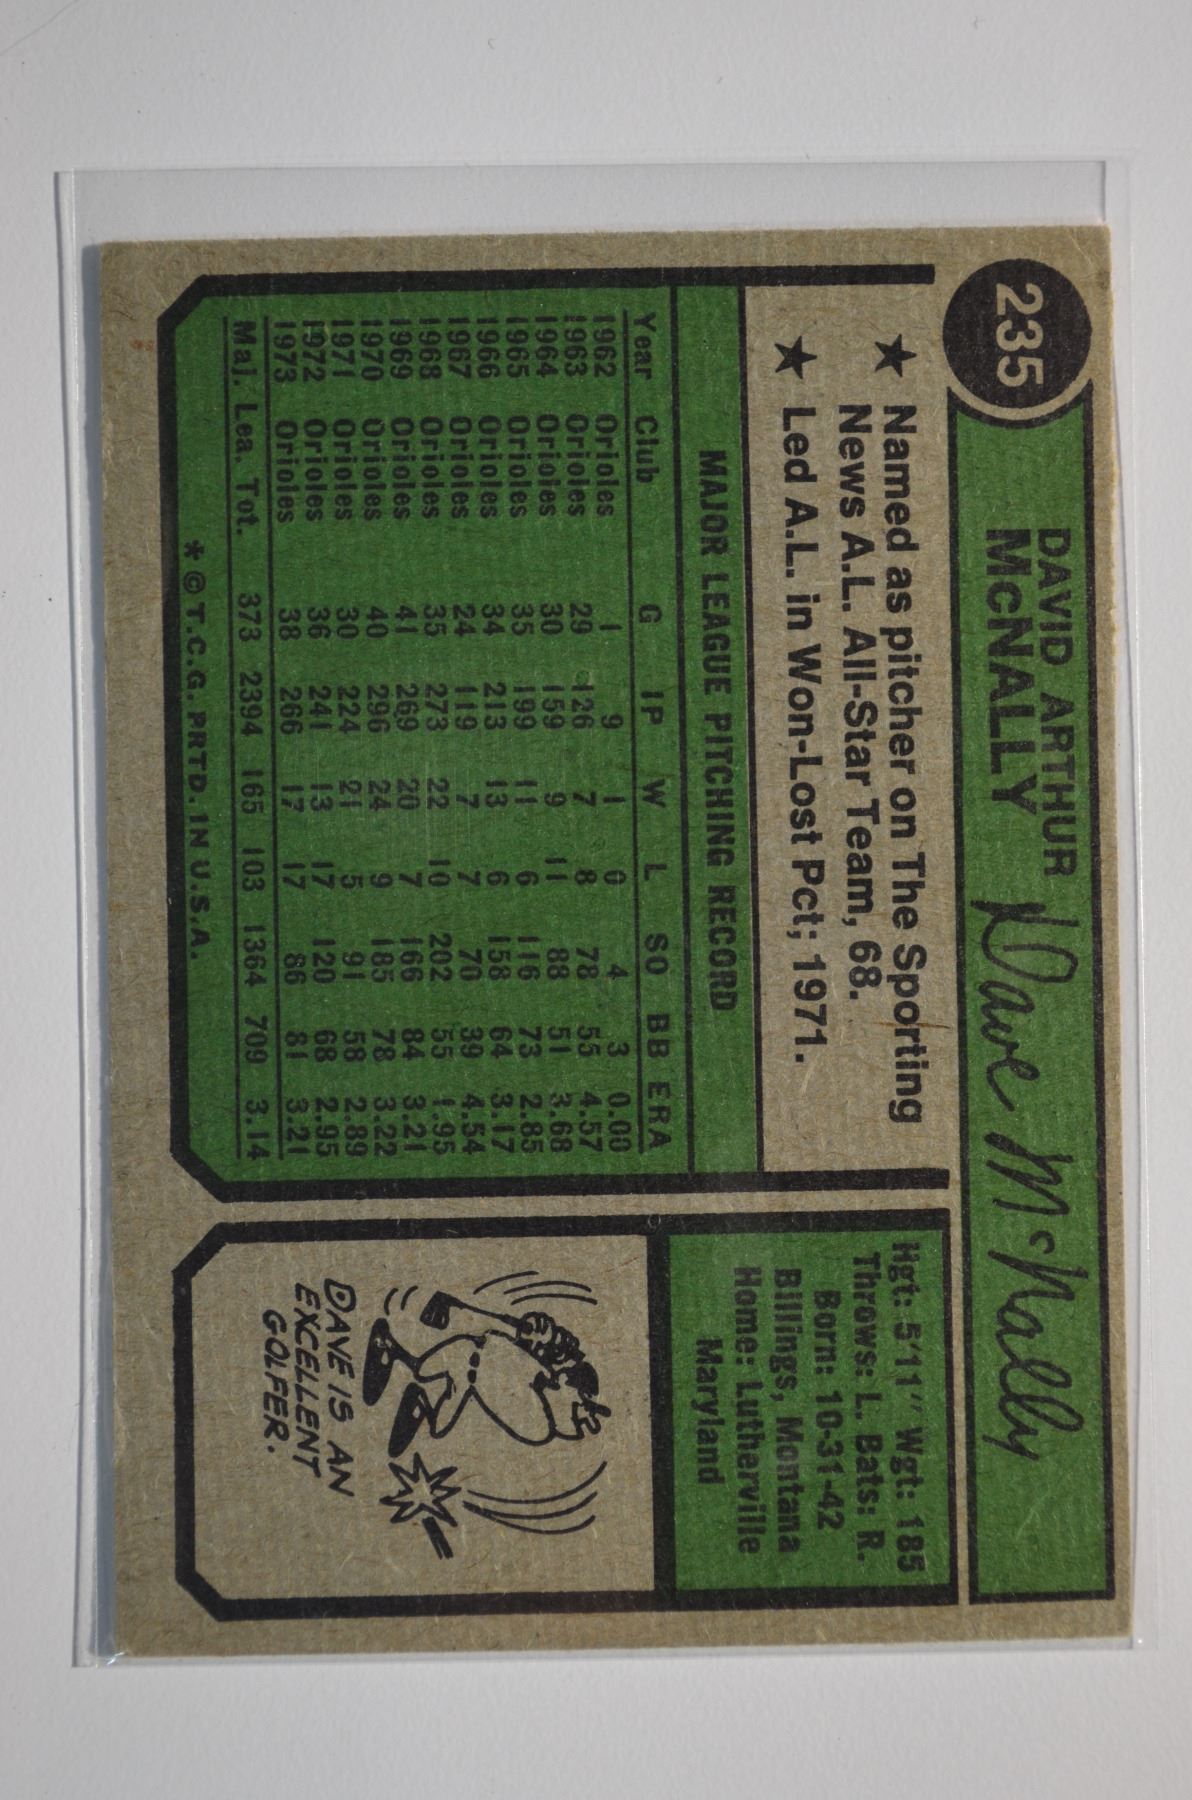 235
DAVID ARTHUR
McNALLY
Dave McNally
★ Named as pitcher on The Sporting
News A.L. All-Star Team, 68.
★ Led A.L. in Won-Lost Pct; 1971.
MAJOR LEAGUE PITCHING RECORD
Year Club G IP W L SO BB ERA
1962 Orioles 1 9 1 0 4 3 0.00
1963 Orioles 29 126 7 8 78 55 4.57
1964 Orioles 30 159 9 11 88 51 3.68
1965 Orioles 35 199 11 6 116 73 2.85
1966 Orioles 34 213 13 6 158 64 3.17
1967 Orioles 24 119 7 7 70 39 4.54
1968 Orioles 35 273 22 10 202 55 1.95
1969 Orioles 41 269 20 7 166 84 3.21
1970 Orioles 40 296 24 9 185 78 3.22
1971 Orioles 30 224 21 5 91 58 2.89
1972 Orioles 36 241 13 17 120 68 2.95
1973 Orioles 38 266 17 17 86 81 3.21
Maj. Lea. Tot. 373 2394 165 103 1364 709 3.14
* © T.C.G. PRTD. IN U.S.A.
Hgt: 5'11" Wgt: 185
Throws: L. Bats: R.
Born: 10-31-42
Billings, Montana
Home: Lutherville
Maryland
DAVE IS AN
EXCELLENT
GOLFER.